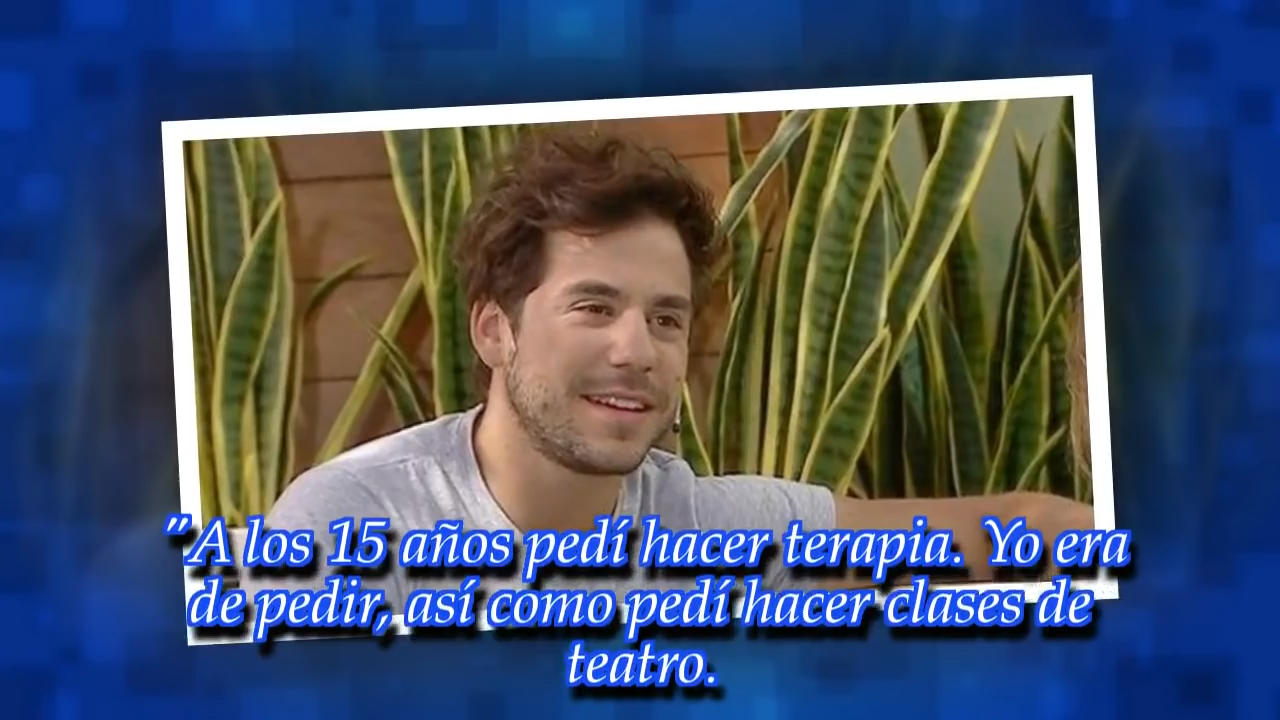 "A los 15 años pedí hacer terapia. Yo era
de pedir, así como pedí hacer clases de
teatro.